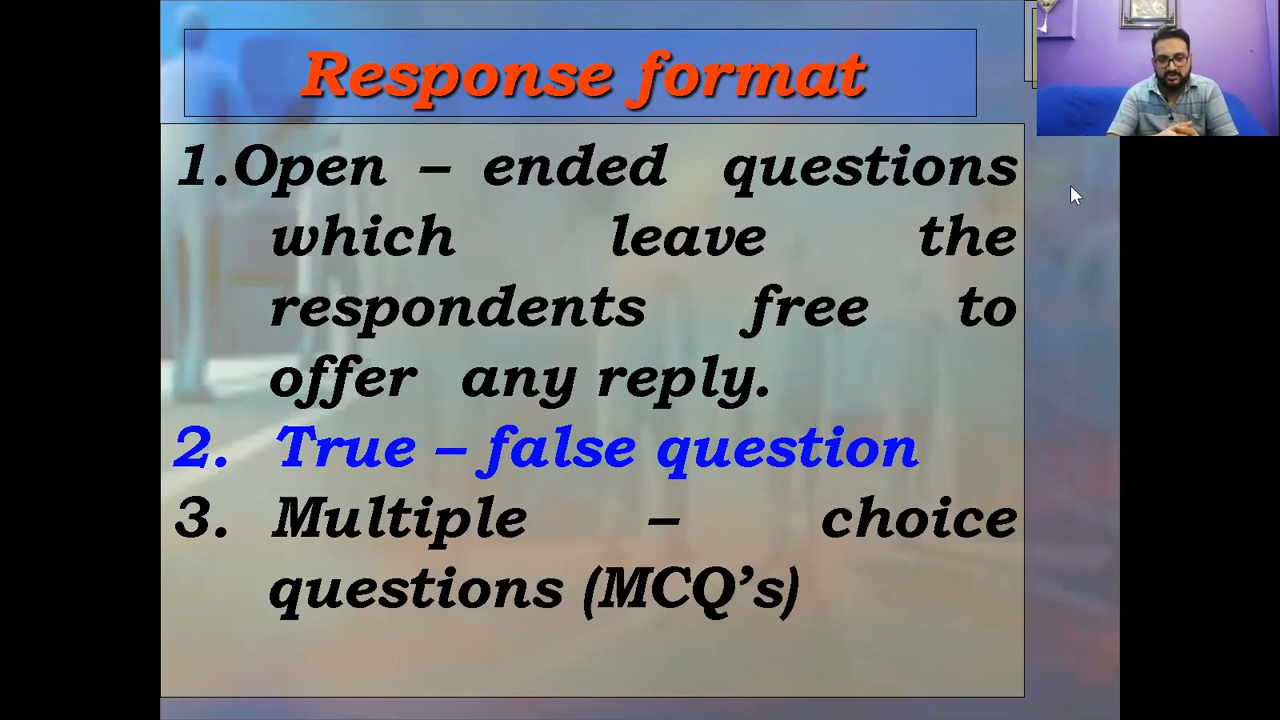 Response format
1.Open – ended questions
which leave the
respondents free to
offer any reply.
2. True – false question
3. Multiple – choice
questions (MCQ’s)